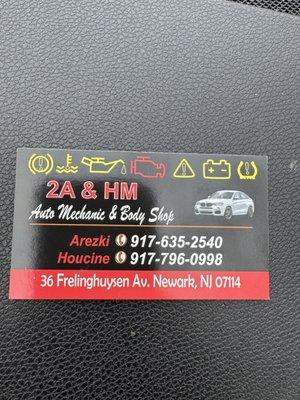 2A & HM
Auto Mechanic & Body Shop
Arezki 917-635-2540
Houcine 917-796-0998
36 Frelinghuysen Av. Newark, NJ 07114